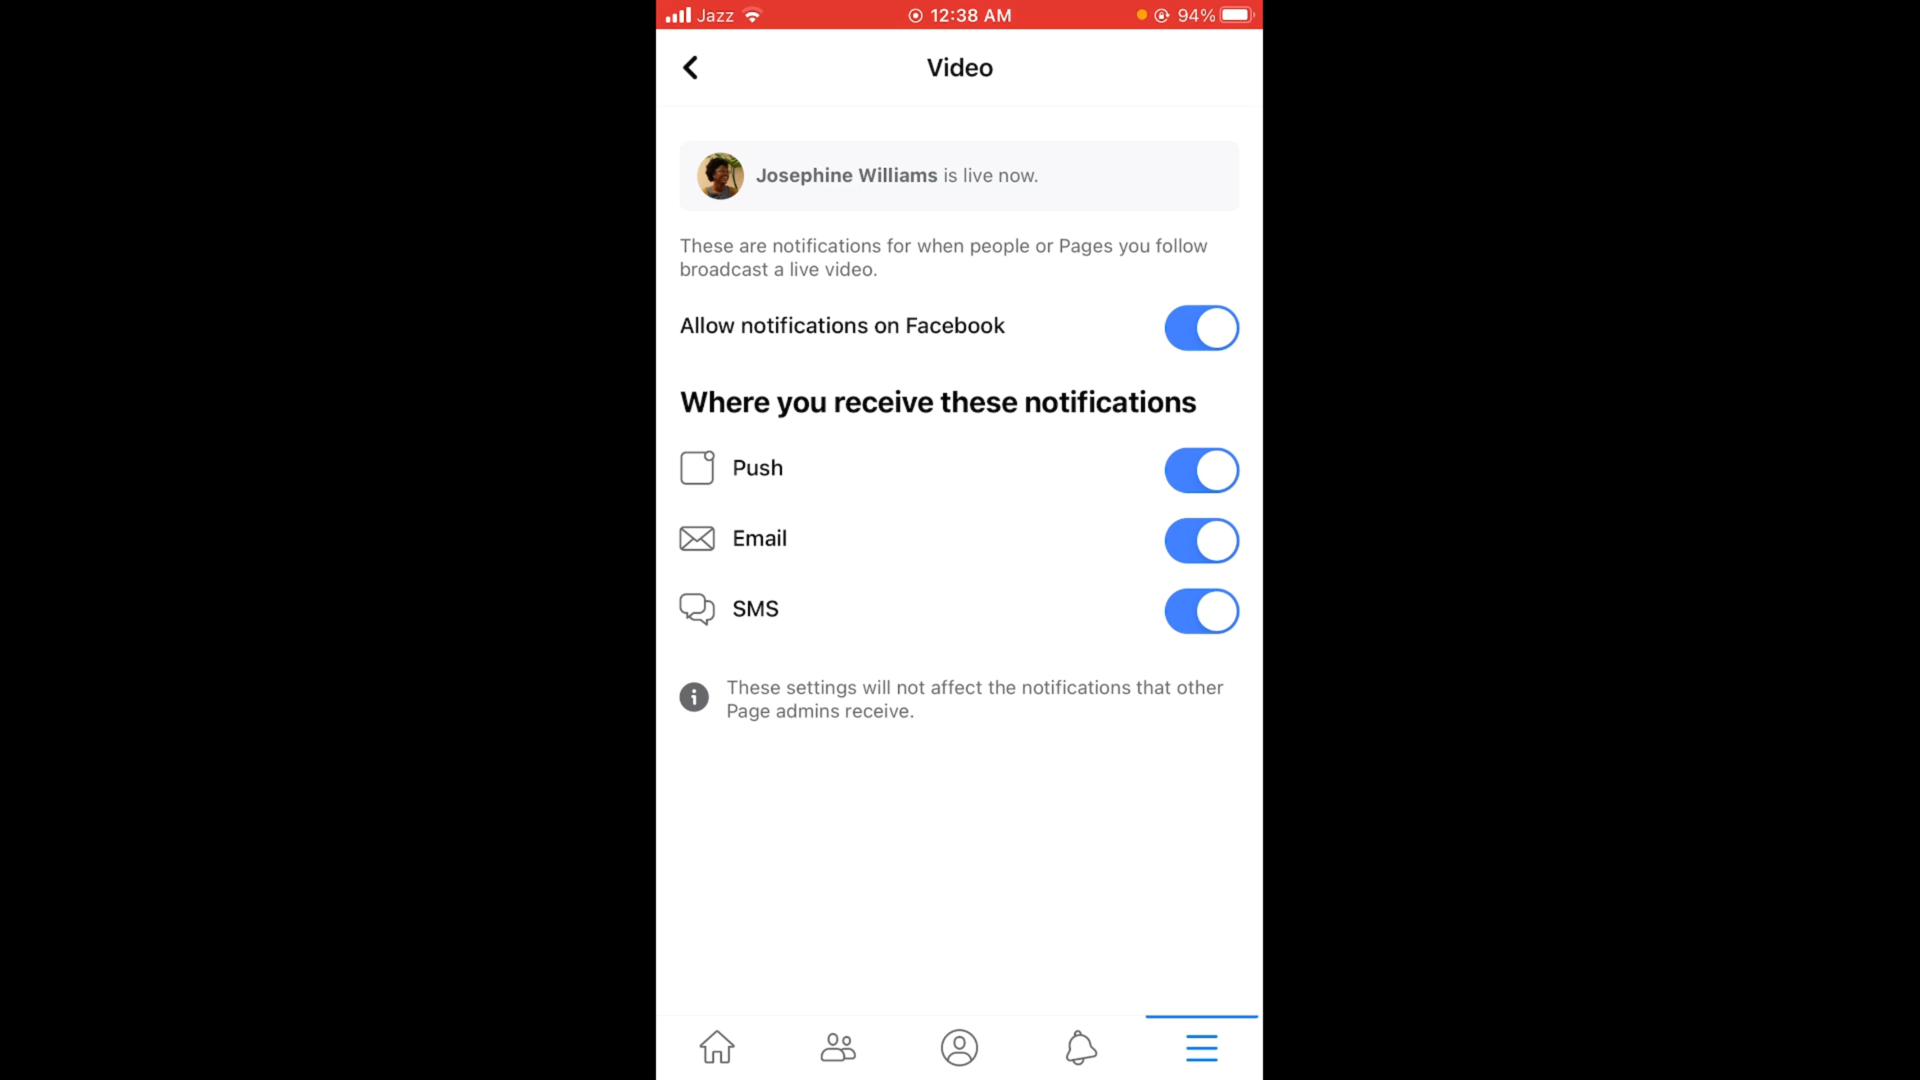 Jazz 12:38 AM 94%
Video
Josephine Williams is live now.
These are notifications for when people or Pages you follow
broadcast a live video.
Allow notifications on Facebook
Where you receive these notifications
Push
Email
SMS
These settings will not affect the notifications that other
Page admins receive.